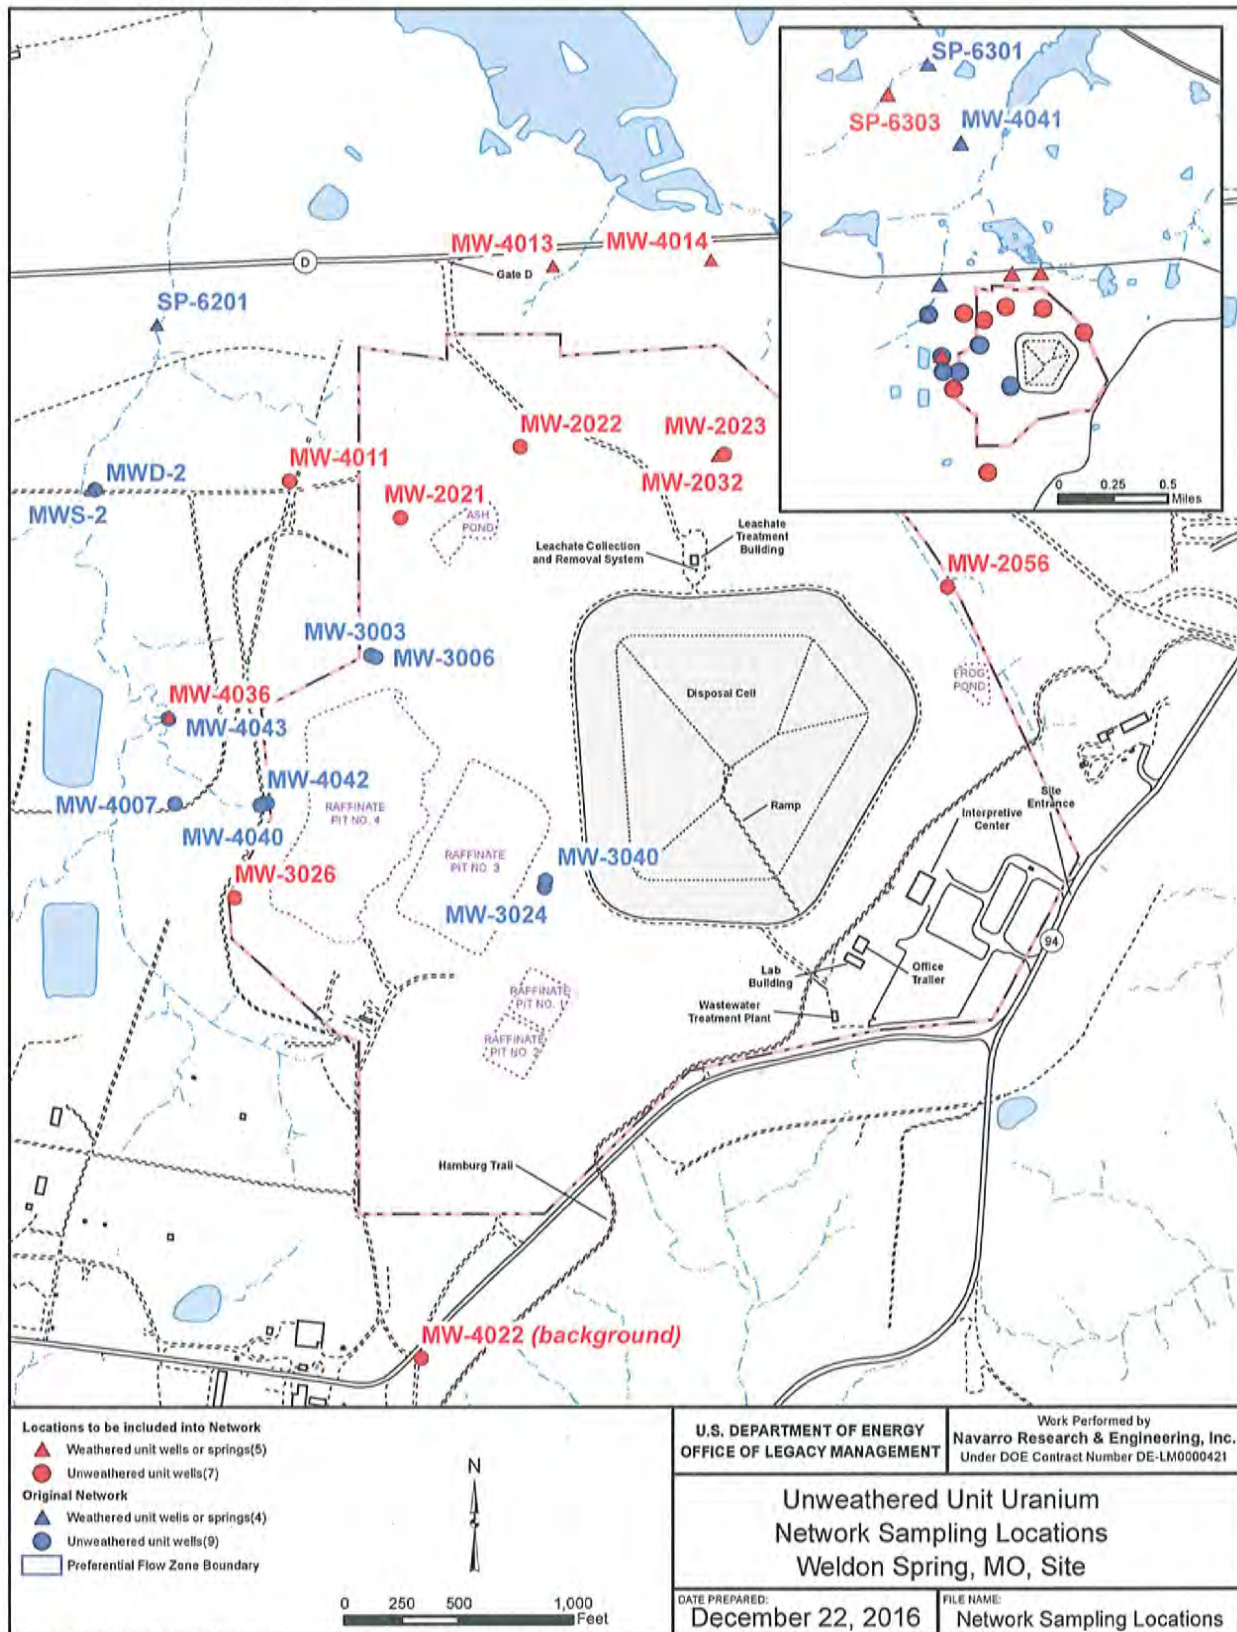 SP-6301
SP-6303
MW-4041
0 0.25 0.5
Miles
MW-4013
MW-4014
D
Gate D
SP-6201
MW-2022
MW-2023
MW-4011
MWD-2
MW-2032
MW-2021
MWS-2
ASH
POND
Leachate
Treatment
Building
Leachate Collection
and Removal System
MW-2056
MW-3003
MW-3006
FROG
POND
MW-4036
Disposal Cell
MW-4043
MW-4042
MW-4007
RAFFINATE
PIT NO. 4
Ramp
Site
Entrance
Interpretive
Center
MW-4040
RAFFINATE
PIT NO. 3
MW-3040
MW-3026
MW-3024
94
Lab
Building
Office
Trailer
RAFFINATE
PIT NO. 1
Wastewater
Treatment Plant
RAFFINATE
PIT NO. 2
Hamburg Trail
MW-4022 (background)
Locations to be included into Network
Weathered unit wells or springs(5)
Unweathered unit wells(7)
Original Network
Weathered unit wells or springs(4)
Unweathered unit wells(9)
Preferential Flow Zone Boundary
N
0 250 500 1,000
Feet
U.S. DEPARTMENT OF ENERGY
OFFICE OF LEGACY MANAGEMENT
Work Performed by
Navarro Research & Engineering, Inc.
Under DOE Contract Number DE-LM0000421
Unweathered Unit Uranium
Network Sampling Locations
Weldon Spring, MO, Site
DATE PREPARED:
December 22, 2016
FILE NAME:
Network Sampling Locations